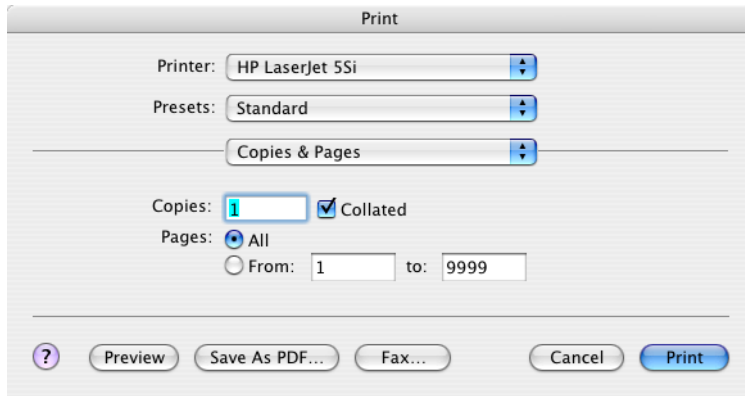 Print
Printer: HP LaserJet 5Si
Presets: Standard
Copies & Pages
Copies: 1 Collated
Pages: All
From: 1 to: 9999
? Preview Save As PDF... Fax... Cancel Print